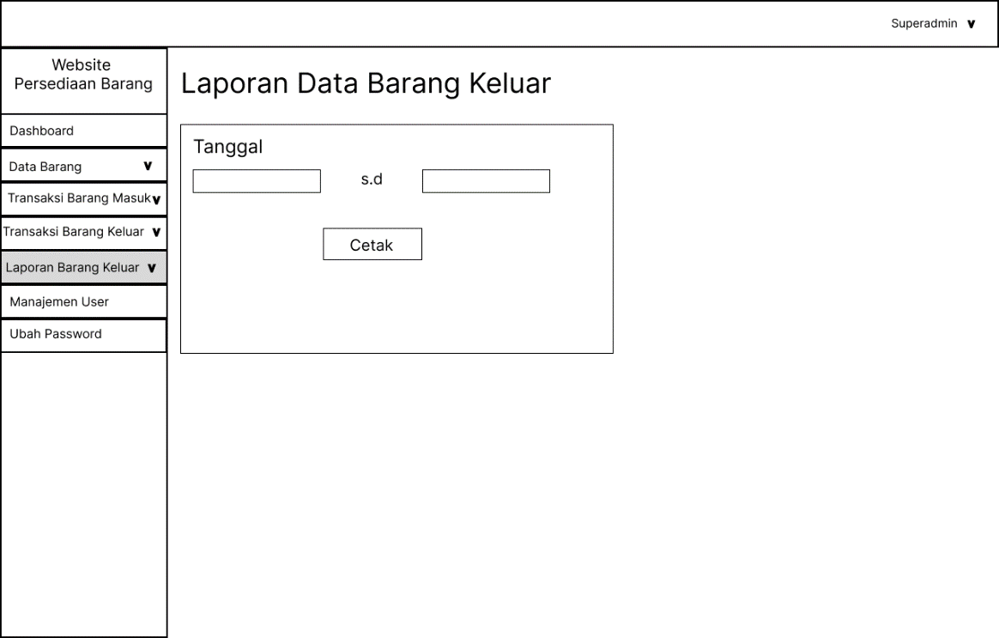 Superadmin v
Website
Persediaan Barang
Dashboard
Data Barang v
Transaksi Barang Masuk v
Transaksi Barang Keluar v
Laporan Barang Keluar v
Manajemen User
Ubah Password
Laporan Data Barang Keluar
Tanggal
s.d
Cetak